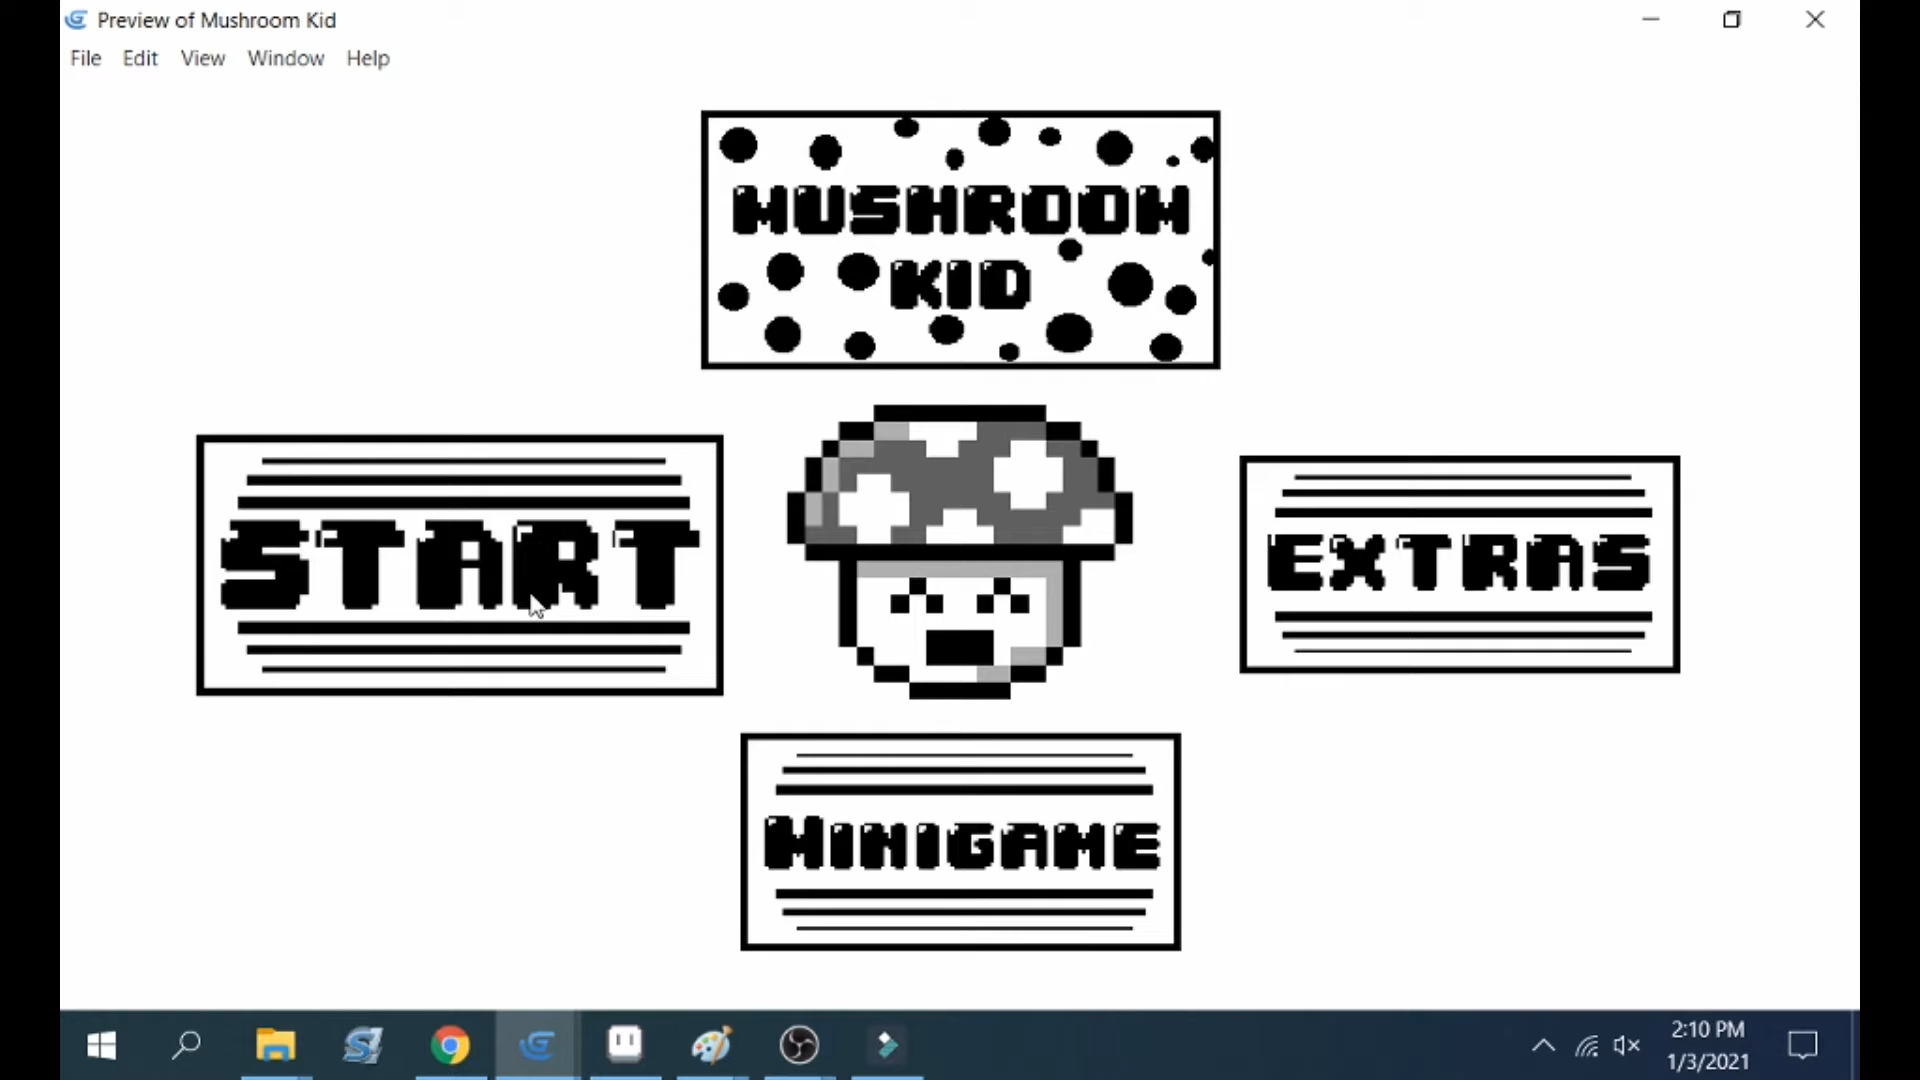 Preview of Mushroom Kid
File Edit View Window Help
MUSHROOM
KID
START
EXTRAS
MINIGAME
2:10 PM
1/3/2021